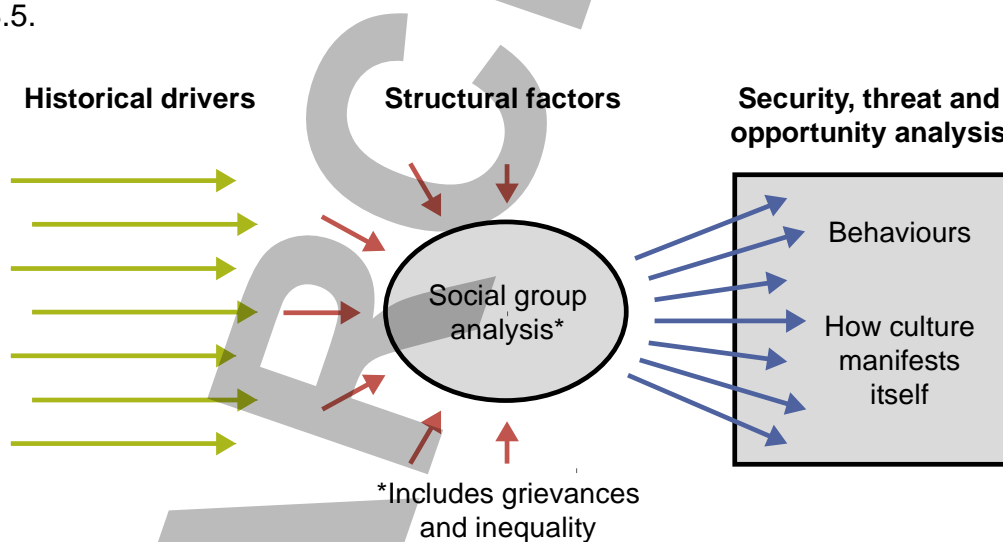 .5.
Historical drivers
Structural factors
Security, threat and
opportunity analysis
Social group
analysis*
Behaviours
How culture
manifests
itself
*Includes grievances
and inequality